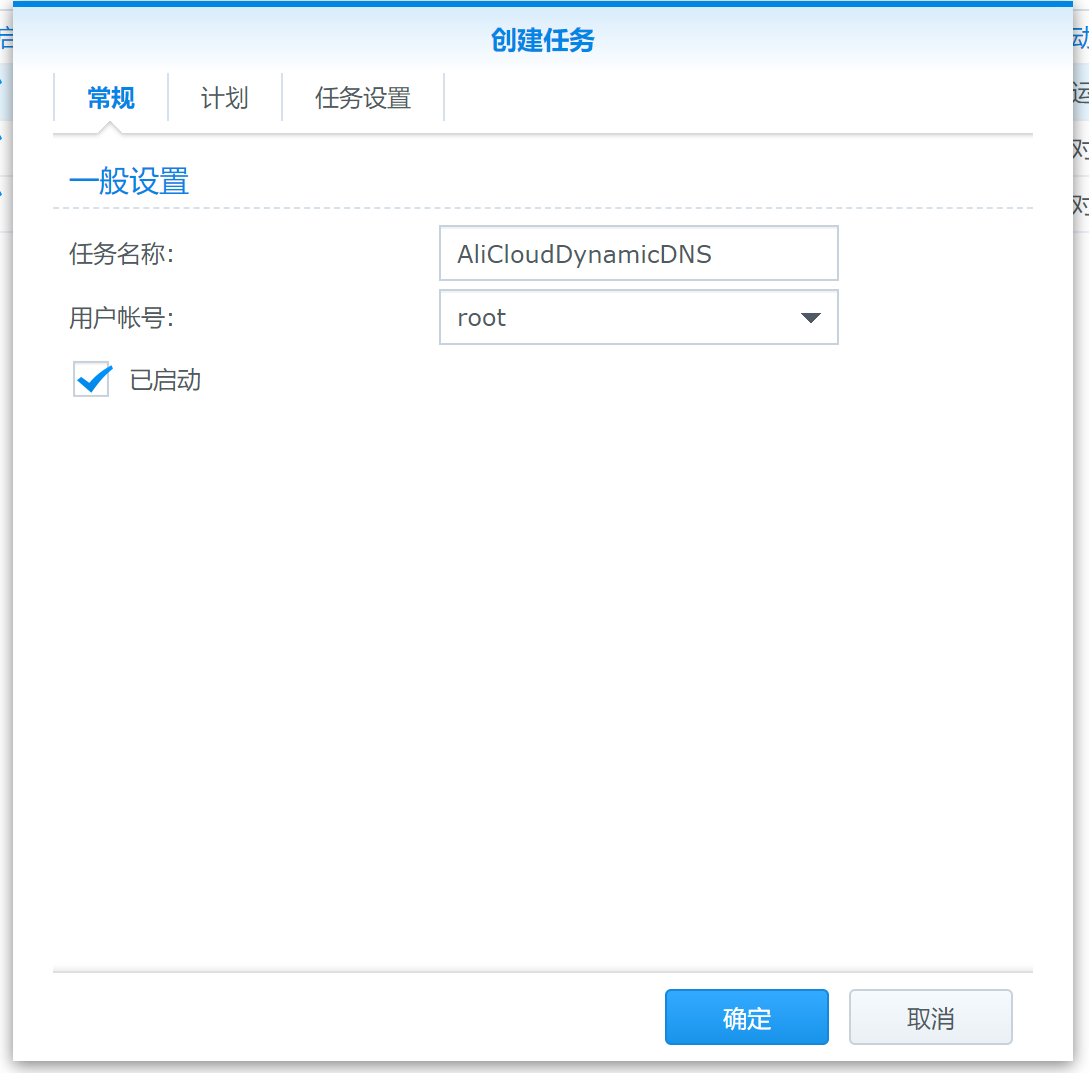 创建任务
常规
计划
任务设置
一般设置
任务名称:
AliCloudDynamicDNS
用户帐号:
root
已启动
确定
取消